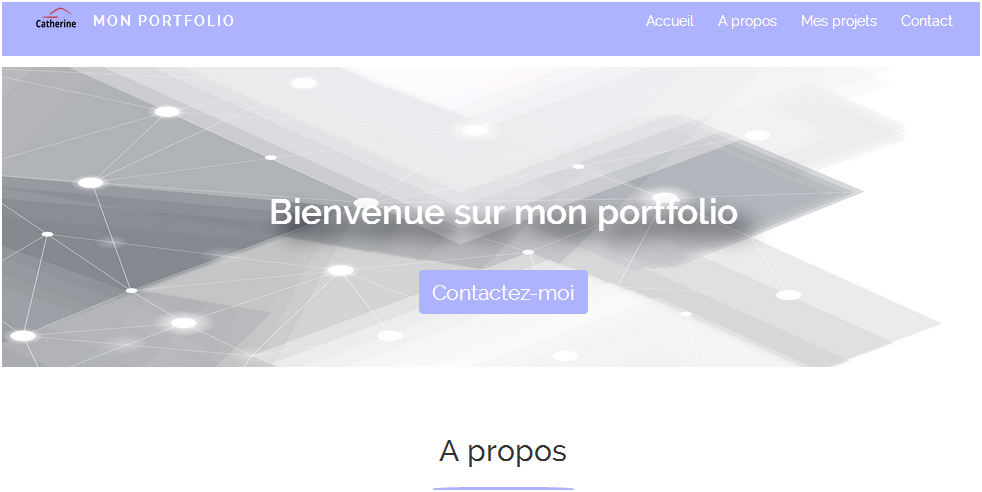 Catherine
MON PORTFOLIO
Accueil
A propos
Mes projets
Contact
Bienvenue sur mon portfolio
Contactez-moi
A propos